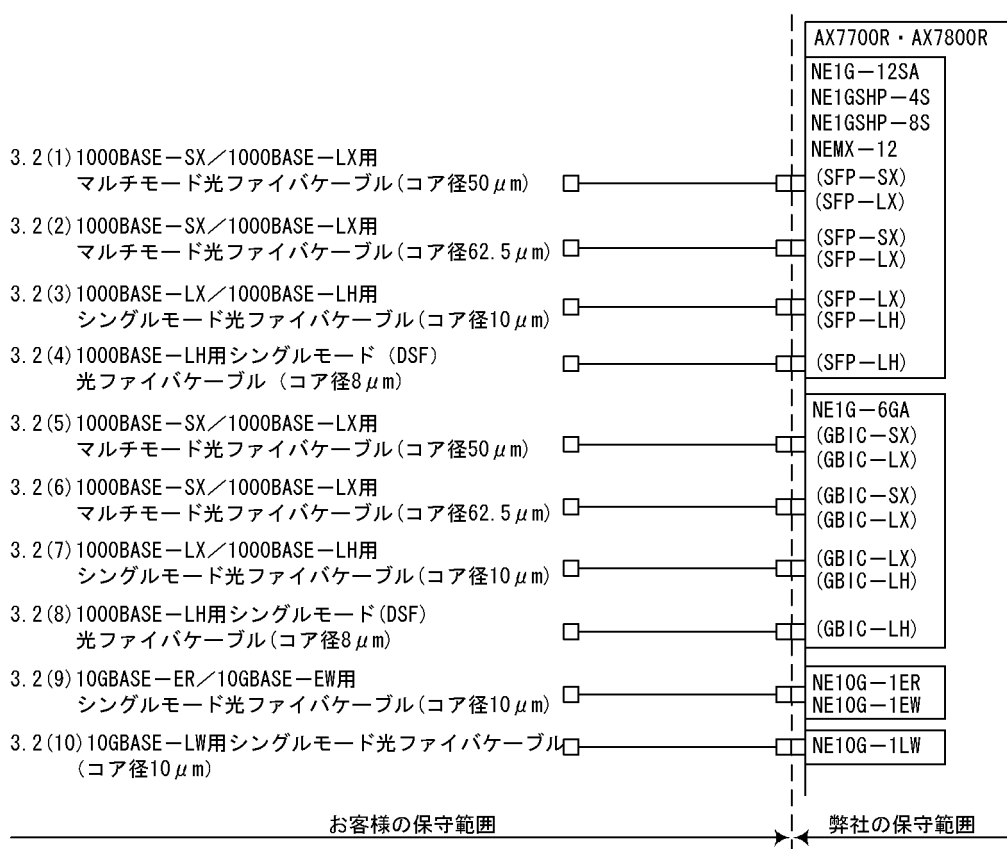 AX7700R・AX7800R
NE1G－12SA
NE1GSHP－4S
NE1GSHP－8S
NEMX－12
3.2(1)1000BASE－SX／1000BASE－LX用
マルチモード光ファイバケーブル(コア径50μm)
(SFP－SX)
(SFP－LX)
3.2(2)1000BASE－SX／1000BASE－LX用
マルチモード光ファイバケーブル(コア径62.5μm)
(SFP－SX)
(SFP－LX)
3.2(3)1000BASE－LX／1000BASE－LH用
シングルモード光ファイバケーブル(コア径10μm)
(SFP－LX)
(SFP－LH)
3.2(4)1000BASE－LH用シングルモード (DSF)
光ファイバケーブル (コア径8μm)
(SFP－LH)
NE1G－6GA
3.2(5)1000BASE－SX／1000BASE－LX用
マルチモード光ファイバケーブル(コア径50μm)
(GBIC－SX)
(GBIC－LX)
3.2(6)1000BASE－SX／1000BASE－LX用
マルチモード光ファイバケーブル(コア径62.5μm)
(GBIC－SX)
(GBIC－LX)
3.2(7)1000BASE－LX／1000BASE－LH用
シングルモード光ファイバケーブル(コア径10μm)
(GBIC－LX)
(GBIC－LH)
3.2(8)1000BASE－LH用シングルモード(DSF)
光ファイバケーブル(コア径8μm)
(GBIC－LH)
3.2(9)10GBASE－ER／10GBASE－EW用
シングルモード光ファイバケーブル(コア径10μm)
NE10G－1ER
NE10G－1EW
3.2(10)10GBASE－LW用シングルモード光ファイバケーブル
(コア径10μm)
NE10G－1LW
お客様の保守範囲
弊社の保守範囲